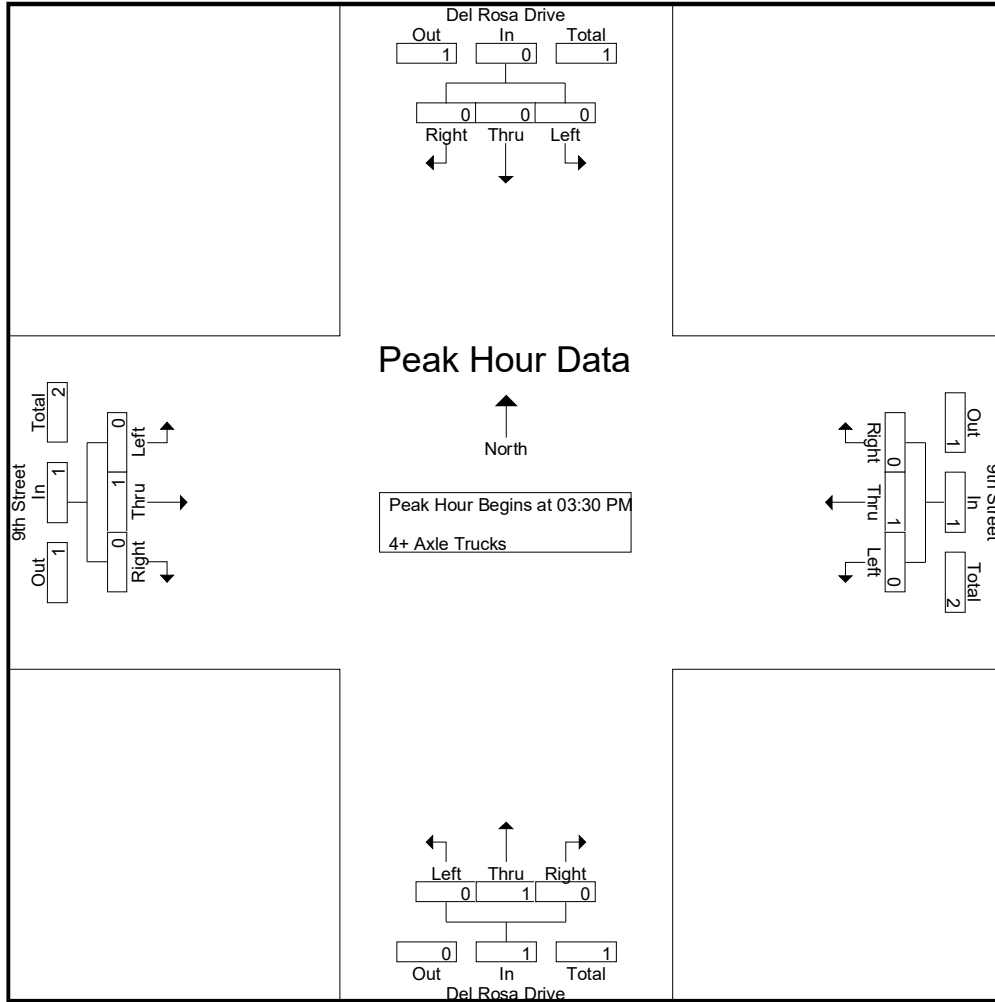 Del Rosa Drive
Out In Total
1 0 1
0 0 0
Right Thru Left
Peak Hour Data
North
Peak Hour Begins at 03:30 PM
4+ Axle Trucks
9th Street
Out In Total
1 1 2
0 1 0
Right Thru Left
9th Street
Out In Total
1 1 2
Right Thru Left
0 1 0
Left Thru Right
0 1 0
0 1 1
Out In Total
Del Rosa Drive